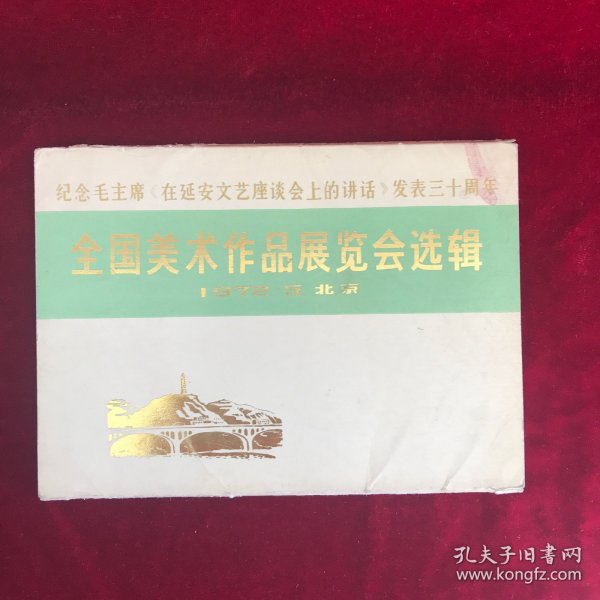 纪念毛主席《在延安文艺座谈会上的讲话》发表三十周年
全国美术作品展览会选辑
1972 北京
孔夫子旧书网
www.kongfz.com